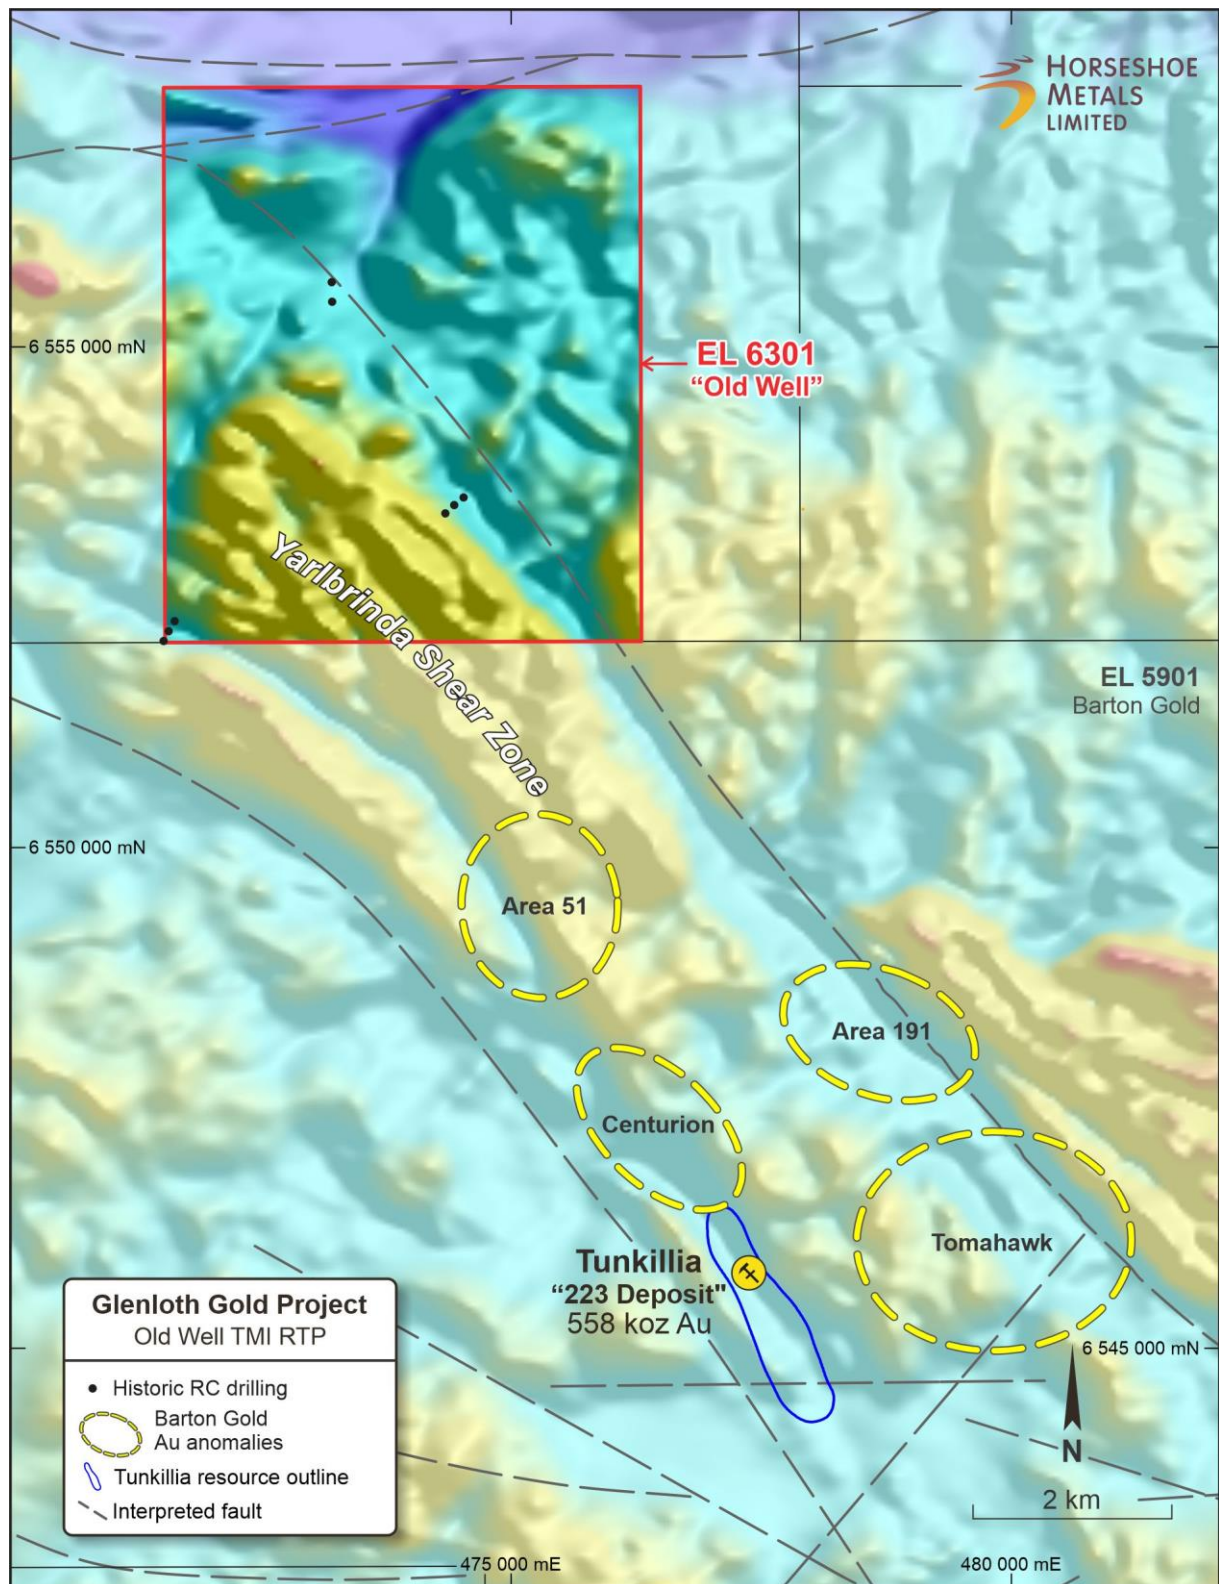 HORSESHOE
METALS
LIMITED
6 555 000 mN
EL 6301
“Old Well”
Yarlbrinda Shear Zone
EL 5901
Barton Gold
6 550 000 mN
Area 51
Area 191
Centurion
Tomahawk
Tunkillia
“223 Deposit"
558 koz Au
Glenloth Gold Project
Old Well TMI RTP
Historic RC drilling
Barton Gold
Au anomalies
Tunkillia resource outline
Interpreted fault
6 545 000 mN
N
2 km
475 000 mE
480 000 mE